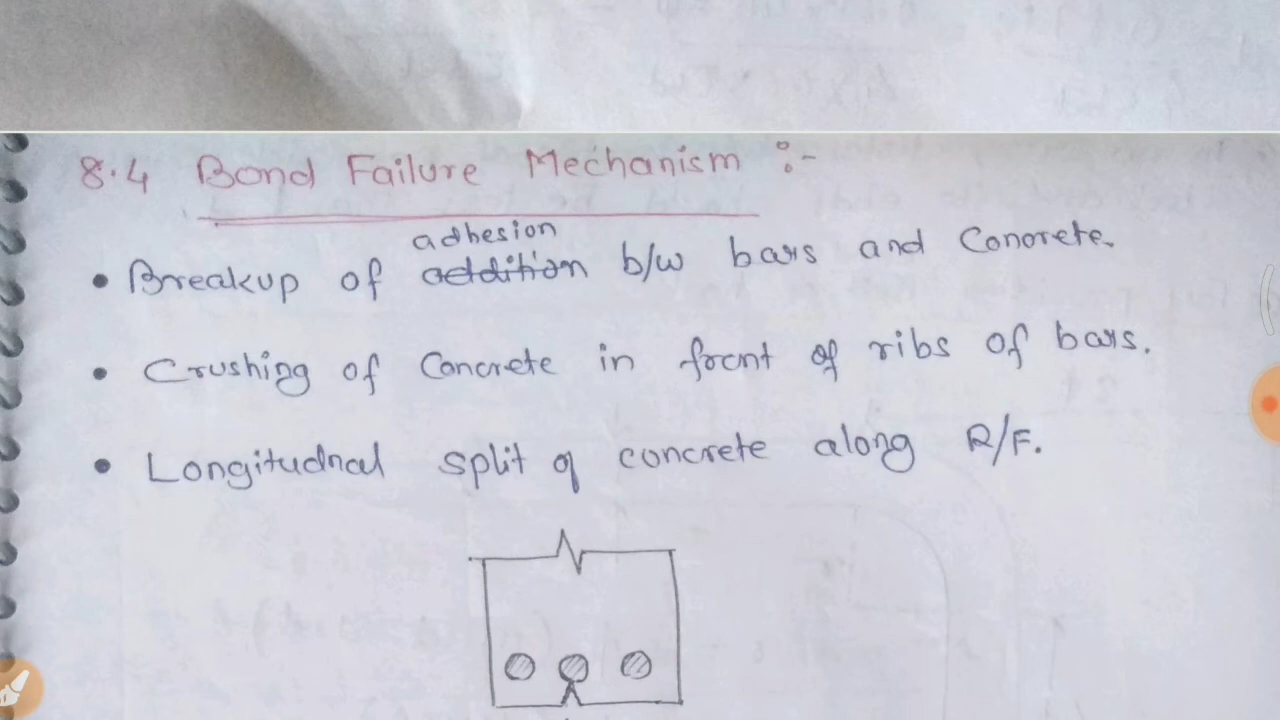 8.4 Bond Failure Mechanism :-
adhesion
• Breakup of addition b/w bars and Concrete.
• Crushing of Concrete in front of ribs of bars.
• Longitudnal split of concrete along R/F.